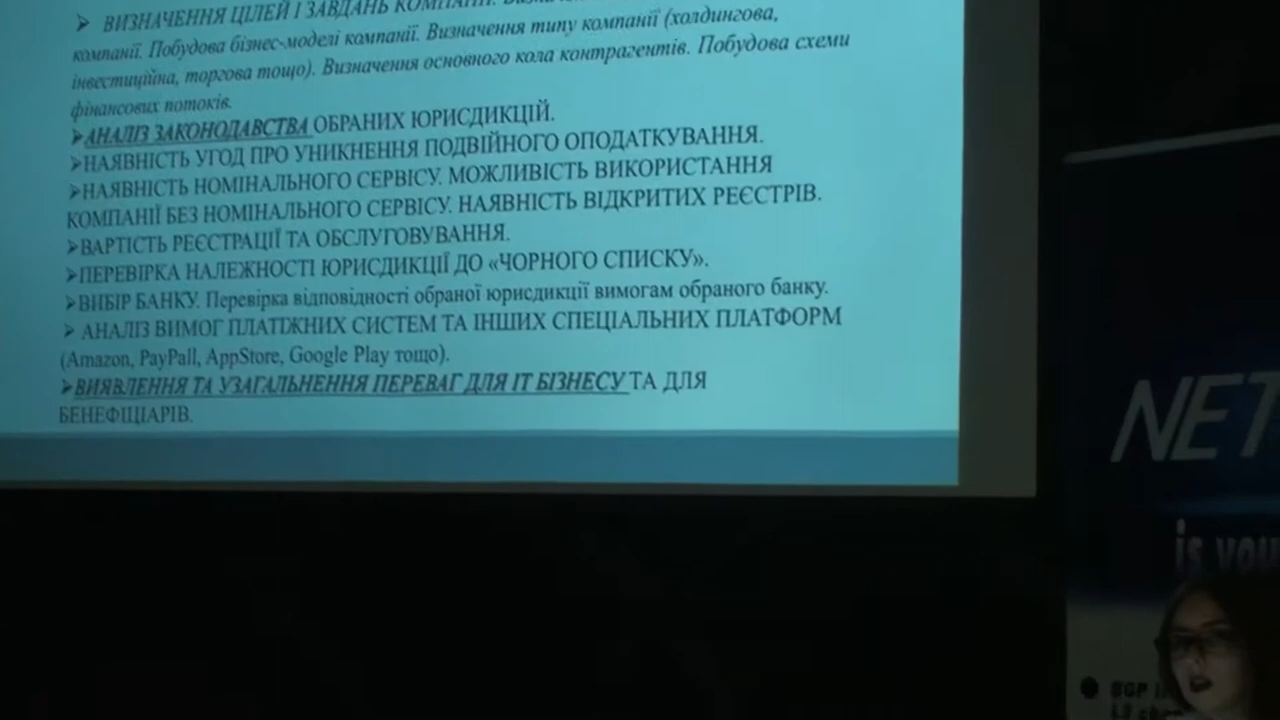 ➢ ВИЗНАЧЕННЯ ЦІЛЕЙ І ЗАВДАНЬ КОМПАНІЇ.
компанії. Побудова бізнес-моделі компанії. Визначення типу компанії (холдингова,
інвестиційна, торгова тощо). Визначення основного кола контрагентів. Побудова схеми
фінансових потоків.
➢АНАЛІЗ ЗАКОНОДАВСТВА ОБРАНИХ ЮРИСДИКЦІЙ.
➢НАЯВНІСТЬ УГОД ПРО УНИКНЕННЯ ПОДВІЙНОГО ОПОДАТКУВАННЯ.
➢НАЯВНІСТЬ НОМІНАЛЬНОГО СЕРВІСУ. МОЖЛИВІСТЬ ВИКОРИСТАННЯ
КОМПАНІЇ БЕЗ НОМІНАЛЬНОГО СЕРВІСУ. НАЯВНІСТЬ ВІДКРИТИХ РЕЄСТРІВ.
➢ВАРТІСТЬ РЕЄСТРАЦІЇ ТА ОБСЛУГОВУВАННЯ.
➢ПЕРЕВІРКА НАЛЕЖНОСТІ ЮРИСДИКЦІЇ ДО «ЧОРНОГО СПИСКУ».
➢ВИБІР БАНКУ. Перевірка відповідності обраної юрисдикції вимогам обраного банку.
➢ АНАЛІЗ ВИМОГ ПЛАТІЖНИХ СИСТЕМ ТА ІНШИХ СПЕЦІАЛЬНИХ ПЛАТФОРМ
(Amazon, PayPall, AppStore, Google Play тощо).
➢ВИЯВЛЕННЯ ТА УЗАГАЛЬНЕННЯ ПЕРЕВАГ ДЛЯ ІТ БІЗНЕСУ ТА ДЛЯ
БЕНЕФІЦІАРІВ.
NET
is you
BGP